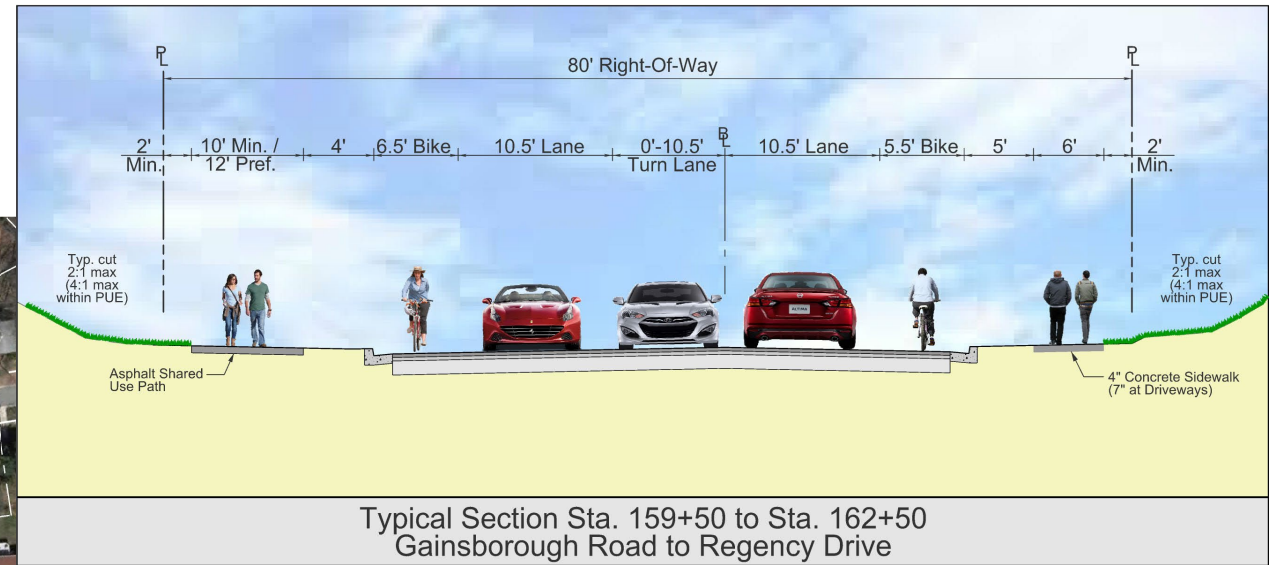 PL
PL
80' Right-Of-Way
BL
2'
Min.
10' Min. /
12' Pref.
4'
6.5' Bike
10.5' Lane
0'-10.5'
Turn Lane
10.5' Lane
5.5' Bike
5'
6'
2'
Min.
Typ. cut
2:1 max
(4:1 max
within PUE)
Typ. cut
2:1 max
(4:1 max
within PUE)
ALTIMA
Asphalt Shared
Use Path
4" Concrete Sidewalk
(7" at Driveways)
Typical Section Sta. 159+50 to Sta. 162+50
Gainsborough Road to Regency Drive